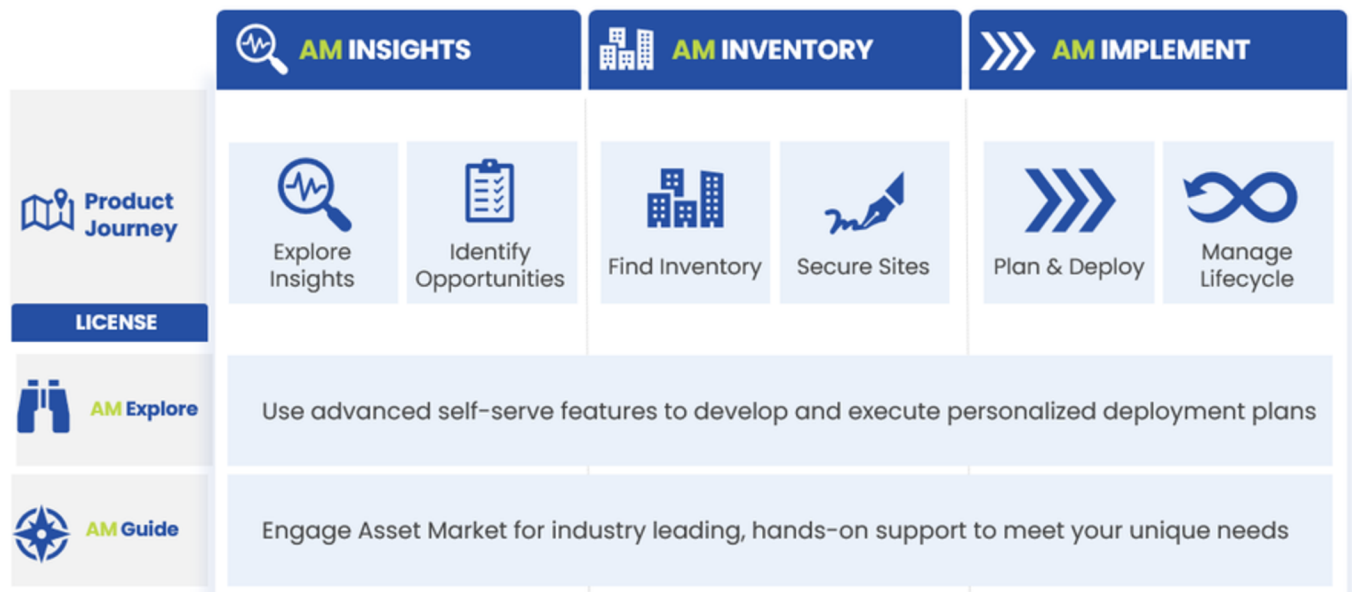 AM INSIGHTS
AM INVENTORY
AM IMPLEMENT
Product
Journey
Explore
Insights
Identify
Opportunities
Find Inventory
Secure Sites
Plan & Deploy
Manage
Lifecycle
LICENSE
AM Explore
Use advanced self-serve features to develop and execute personalized deployment plans
AM Guide
Engage Asset Market for industry leading, hands-on support to meet your unique needs